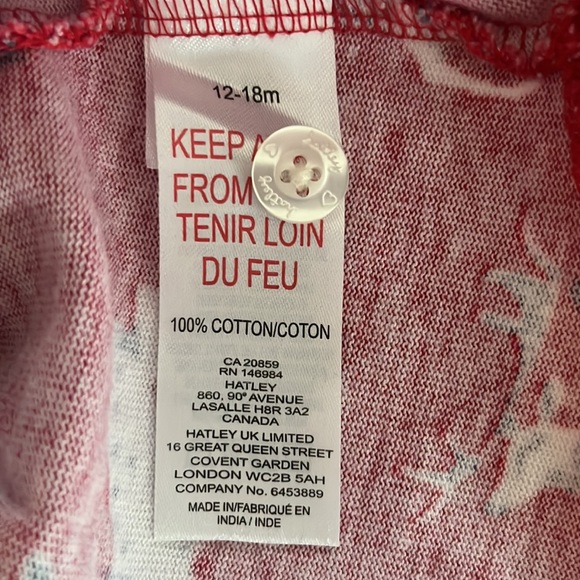 12-18m
KEEP
FROM
TENIR LOIN
DU FEU
100% COTTON/COTON
CA 20859
RN 146984
HATLEY
860, 90ᵉ AVENUE
LASALLE H8R 3A2
CANADA
HATLEY UK LIMITED
16 GREAT QUEEN STREET
COVENT GARDEN
LONDON WC2B 5AH
COMPANY No. 6453889
MADE IN/FABRIQUÉ EN
INDIA / INDE
hatley
hatley